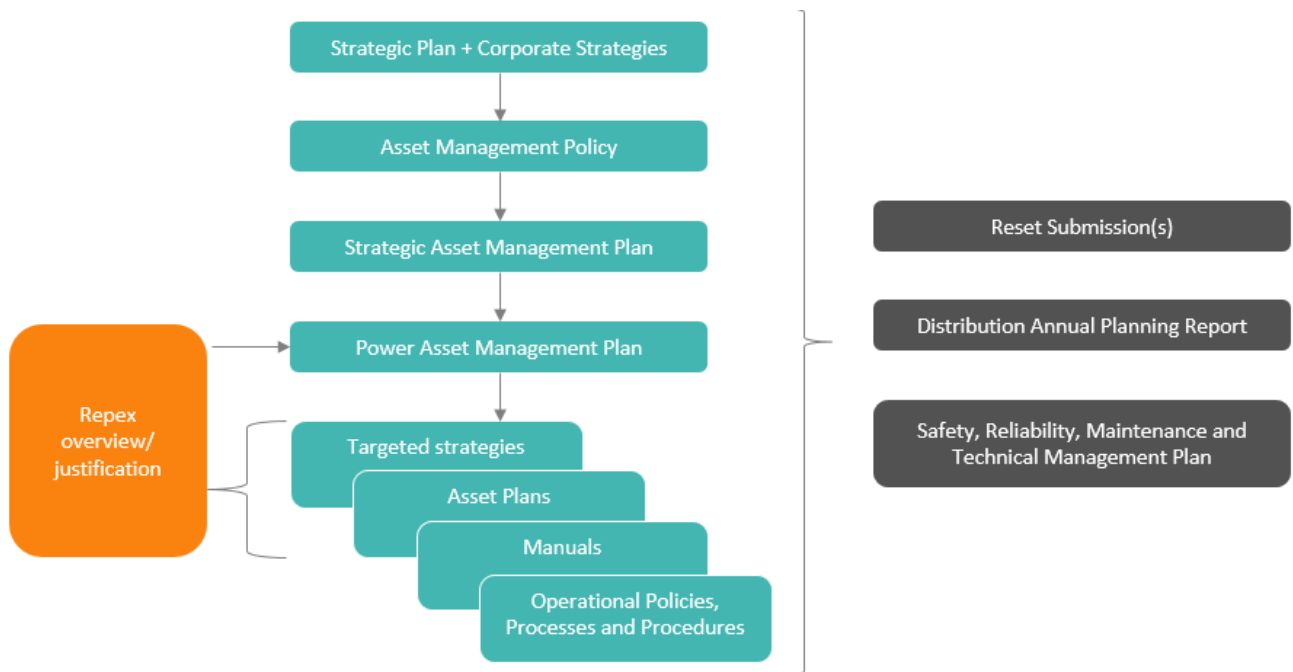 Strategic Plan + Corporate Strategies
Asset Management Policy
Strategic Asset Management Plan
Power Asset Management Plan
Repex
overview/
justification
Targeted strategies
Asset Plans
Manuals
Operational Policies,
Processes and Procedures
Reset Submission(s)
Distribution Annual Planning Report
Safety, Reliability, Maintenance and
Technical Management Plan